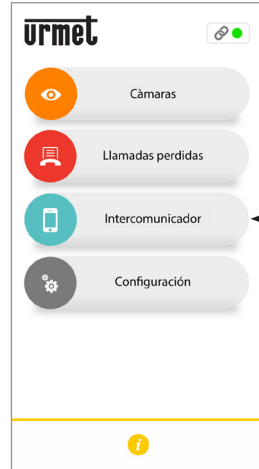 urmet
Càmaras
Llamadas perdidas
Intercomunicador
Configuración
i